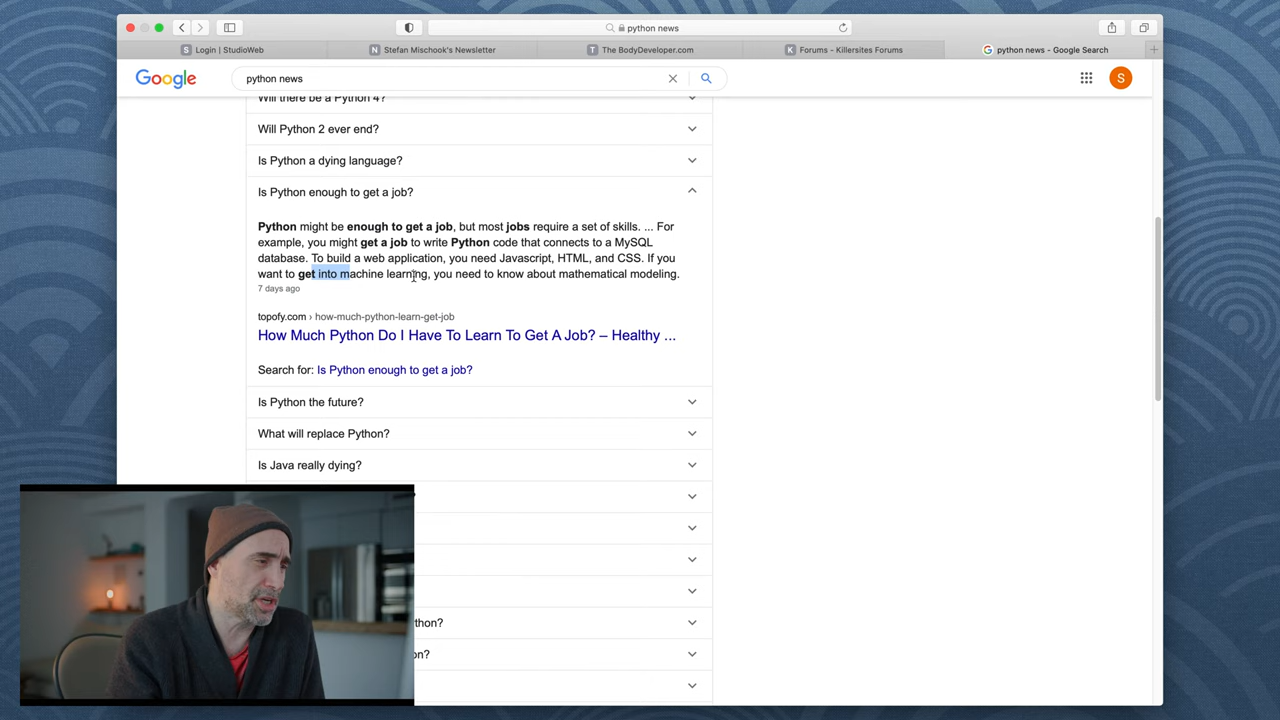 python news
Login | StudioWeb
N Stefan Mischook's Newsletter
T The BodyDeveloper.com
K Forums - Killersites Forums
G python news - Google Search
Google
python news
S
Will there be a Python 4?
Will Python 2 ever end?
Is Python a dying language?
Is Python enough to get a job?
Python might be enough to get a job, but most jobs require a set of skills. ... For
example, you might get a job to write Python code that connects to a MySQL
database. To build a web application, you need Javascript, HTML, and CSS. If you
want to get into machine learning, you need to know about mathematical modeling.
7 days ago
topofy.com › how-much-python-learn-get-job
How Much Python Do I Have To Learn To Get A Job? – Healthy ...
Search for: Is Python enough to get a job?
Is Python the future?
What will replace Python?
Is Java really dying?